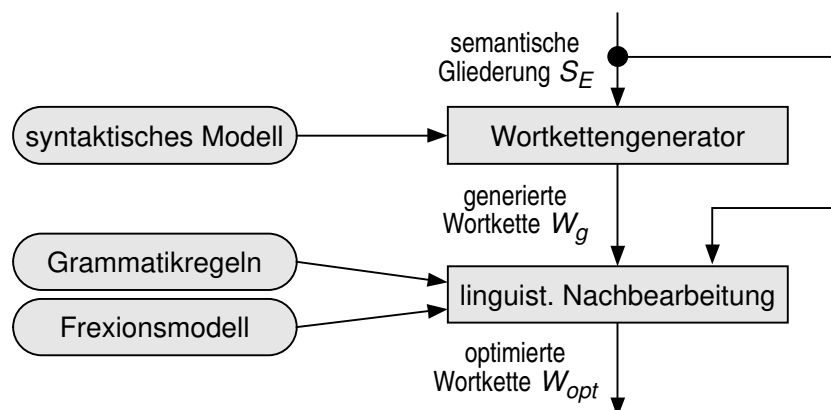 semantische
Gliederung S_E
syntaktisches Modell
Wortkettengenerator
generierte
Wortkette W_g
Grammatikregeln
linguist. Nachbearbeitung
Frexionsmodell
optimierte
Wortkette W_opt